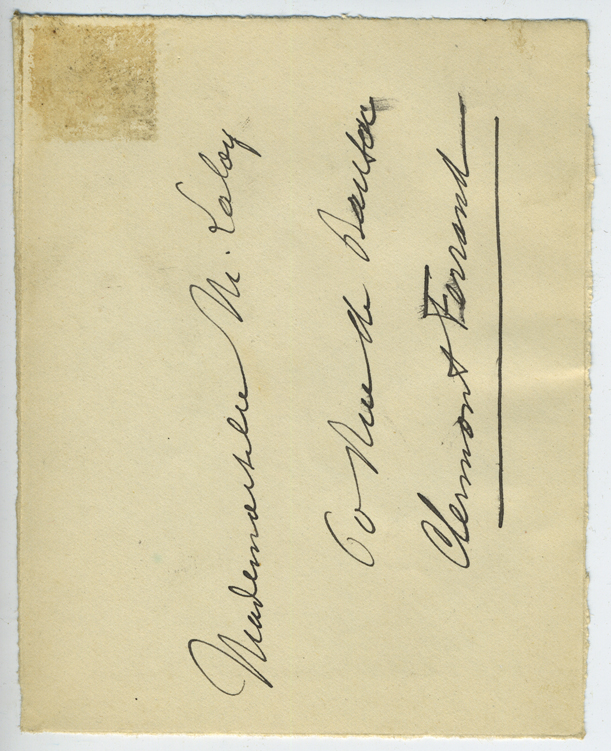 Mademoiselle M. Laloy
60 Rue de
Clermont Ferrand